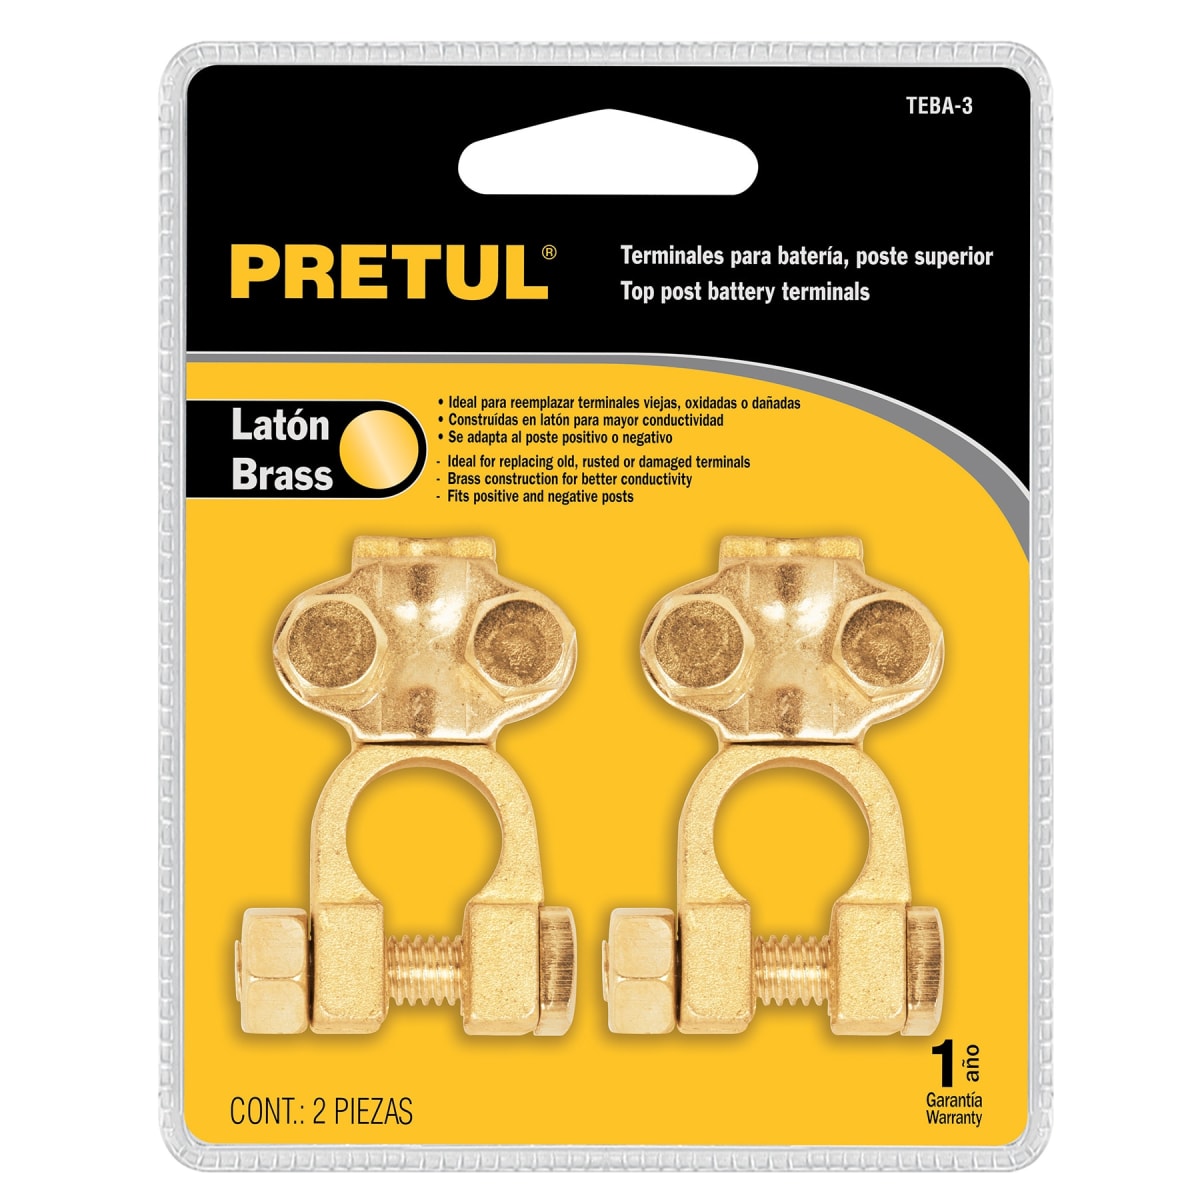 TEBA-3
PRETUL®
Terminales para batería, poste superior
Top post battery terminals
Latón
Brass
• Ideal para reemplazar terminales viejas, oxidadas o dañadas
• Construídas en latón para mayor conductividad
• Se adapta al poste positivo o negativo
- Ideal for replacing old, rusted or damaged terminals
- Brass construction for better conductivity
- Fits positive and negative posts
1 año
Garantía
Warranty
CONT.: 2 PIEZAS